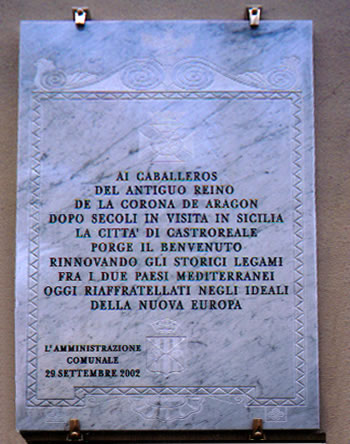 AI CABALLEROS
DEL ANTIGUO REINO
DE LA CORONA DE ARAGON
DOPO SECOLI IN VISITA IN SICILIA
LA CITTA' DI CASTROREALE
PORGE IL BENVENUTO
RINNOVANDO GLI STORICI LEGAMI
FRA I DUE PAESI MEDITERRANEI
OGGI RIAFFRATELLATI NEGLI IDEALI
DELLA NUOVA EUROPA
L'AMMINISTRAZIONE
COMUNALE
29 SETTEMBRE 2002